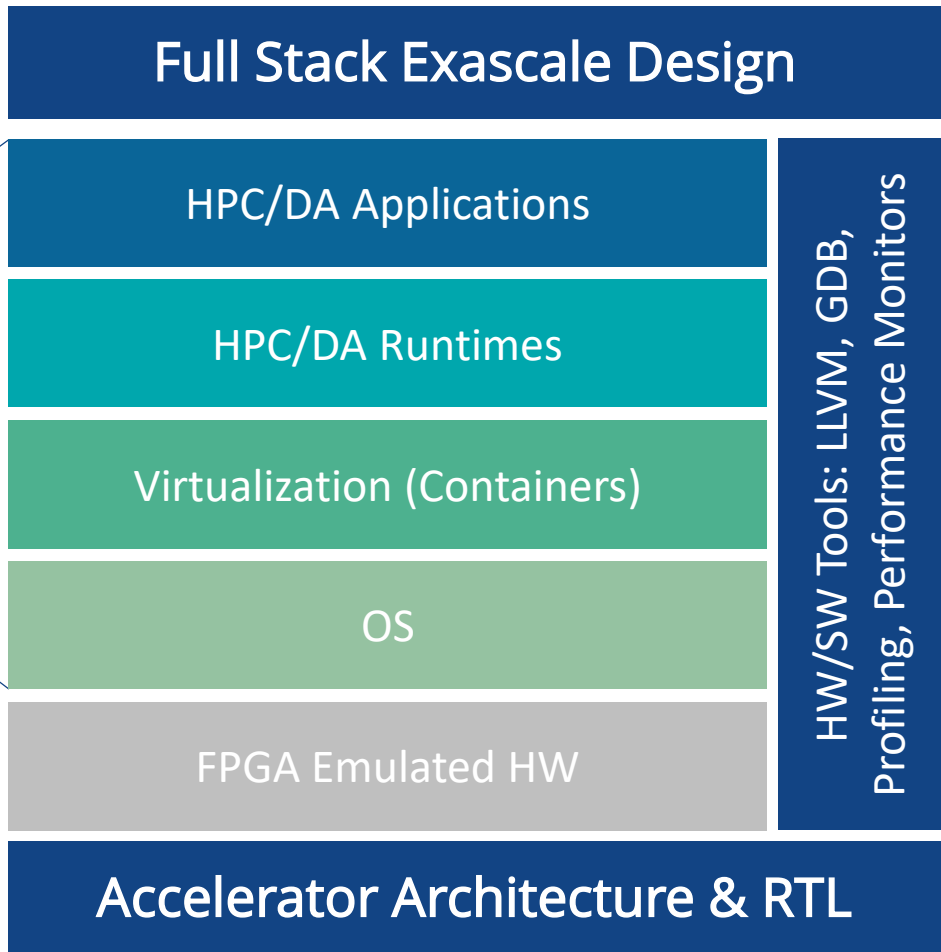 Full Stack Exascale Design
HPC/DA Applications
HPC/DA Runtimes
Virtualization (Containers)
OS
FPGA Emulated HW
HW/SW Tools: LLVM, GDB,
Profiling, Performance Monitors
Accelerator Architecture & RTL